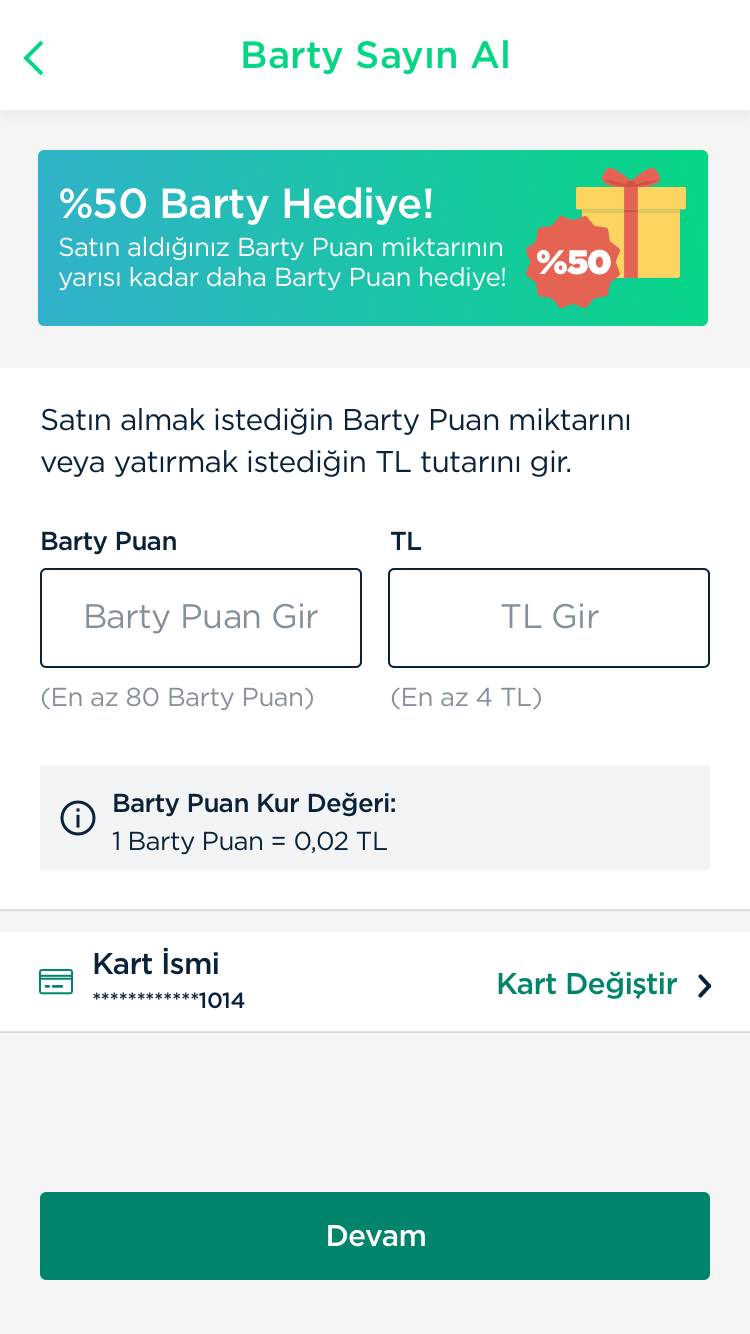 Barty Sayın Al
%50 Barty Hediye!
Satın aldığınız Barty Puan miktarının
yarısı kadar daha Barty Puan hediye!
%50
Satın almak istediğin Barty Puan miktarını
veya yatırmak istediğin TL tutarını gir.
Barty Puan
TL
Barty Puan Gir
TL Gir
(En az 80 Barty Puan)
(En az 4 TL)
Barty Puan Kur Değeri:
1 Barty Puan = 0,02 TL
Kart İsmi
************1014
Kart Değiştir
Devam